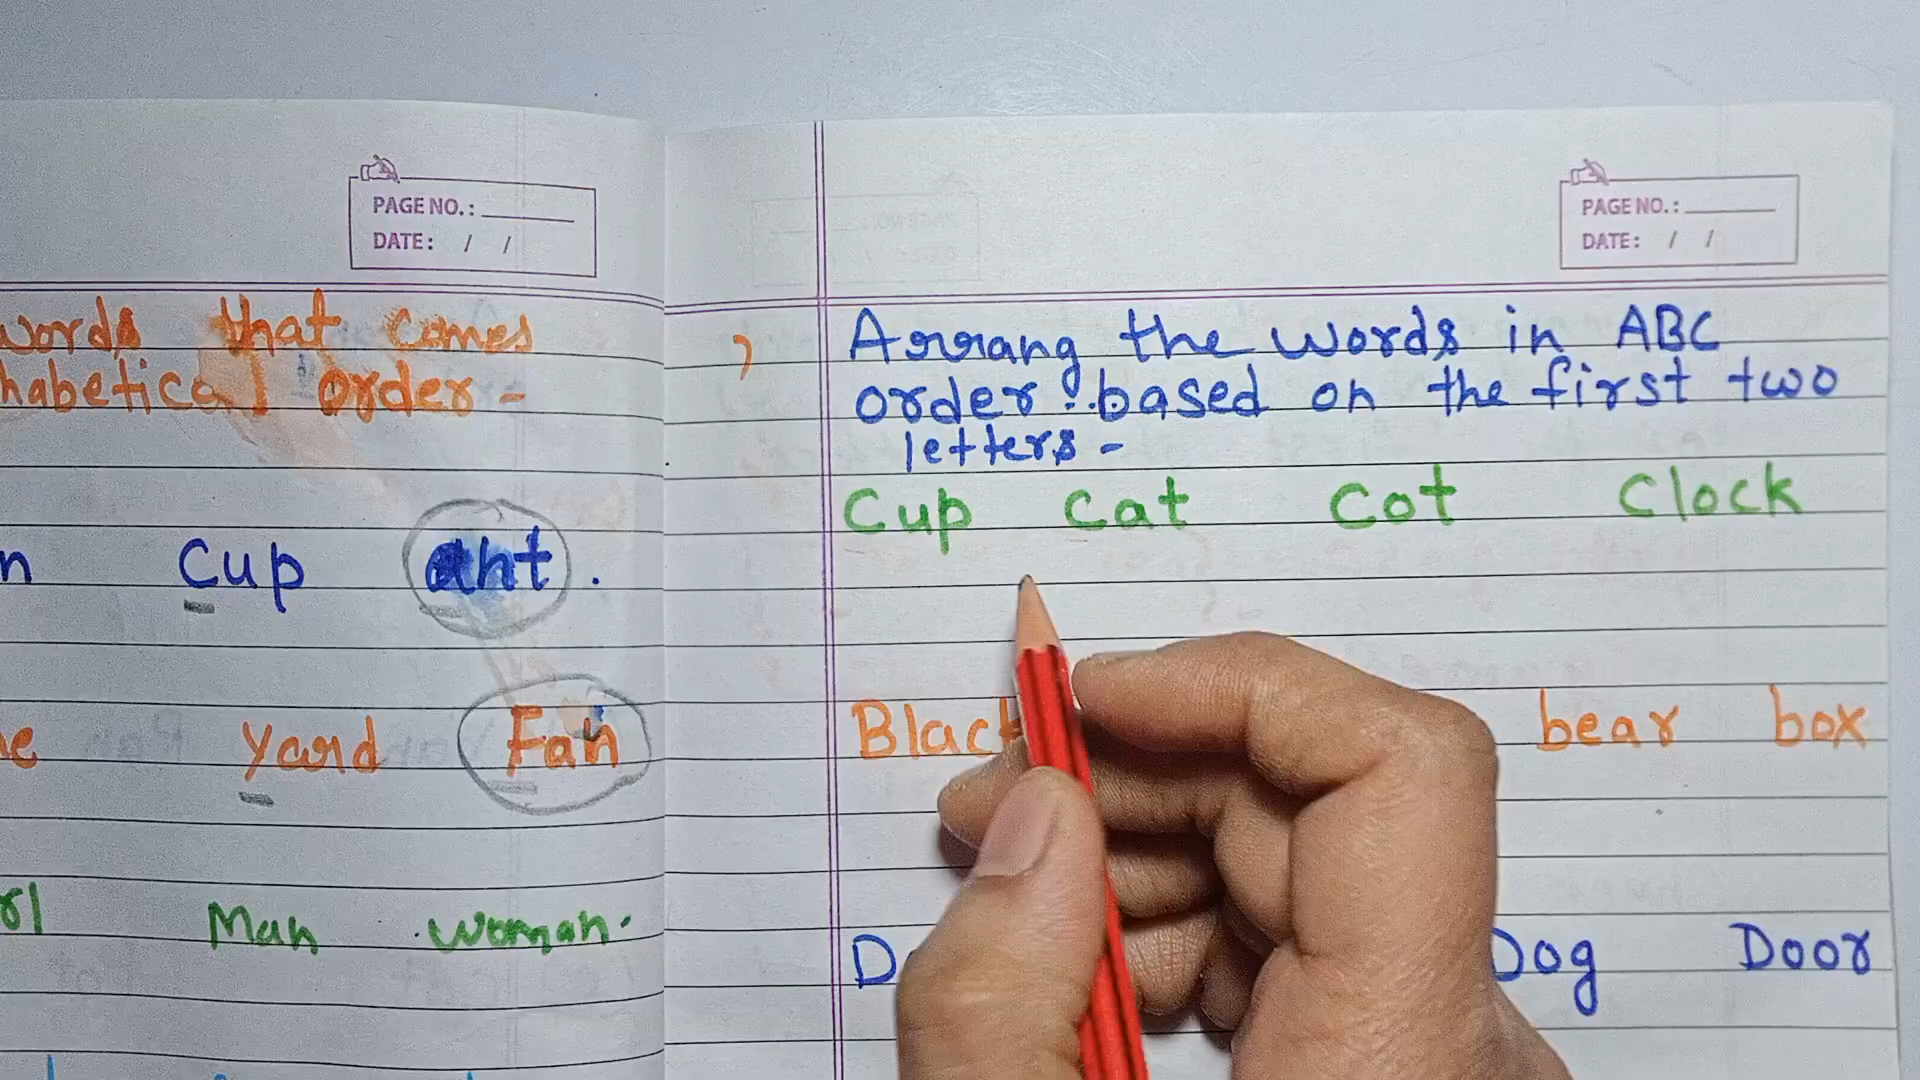 PAGE NO.:
DATE: / /
words that comes
habetical order -
n Cup ant .
yard Fan
Man woman.
PAGE NO.:
DATE: / /
Arrang the words in ABC
order based on the first two
letters -
Cup Cat Cot Clock
Black bear box
Dog Door